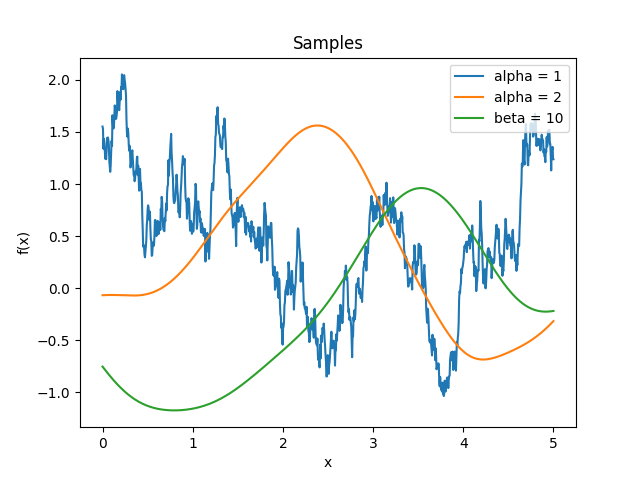 Samples
alpha = 1
alpha = 2
beta = 10
f(x)
2.0
1.5
1.0
0.5
0.0
−0.5
−1.0
0 1 2 3 4 5
x